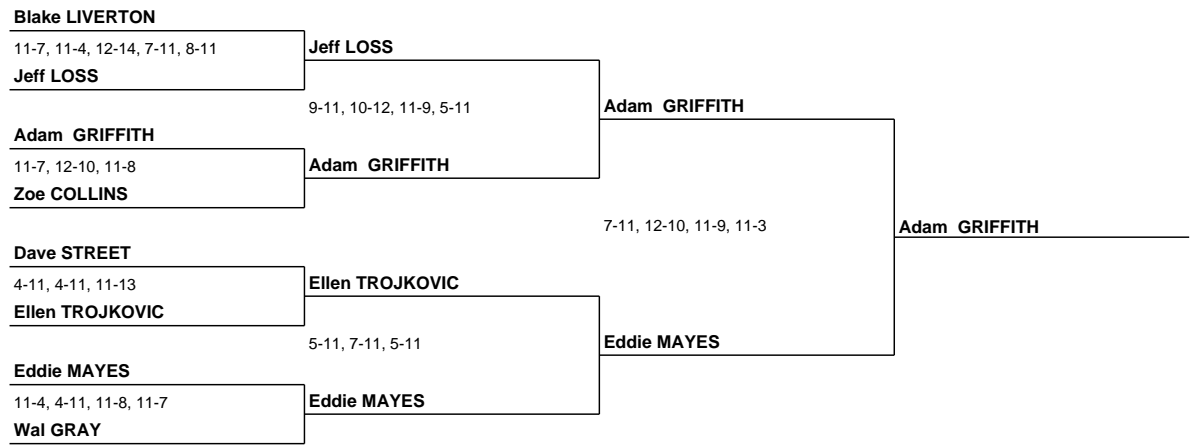 Blake LIVERTON
11-7, 11-4, 12-14, 7-11, 8-11
Jeff LOSS
Jeff LOSS
9-11, 10-12, 11-9, 5-11
Adam  GRIFFITH
Adam  GRIFFITH
11-7, 12-10, 11-8
Adam  GRIFFITH
Zoe COLLINS
7-11, 12-10, 11-9, 11-3
Adam  GRIFFITH
Dave STREET
4-11, 4-11, 11-13
Ellen TROJKOVIC
Ellen TROJKOVIC
5-11, 7-11, 5-11
Eddie MAYES
Eddie MAYES
11-4, 4-11, 11-8, 11-7
Eddie MAYES
Wal GRAY